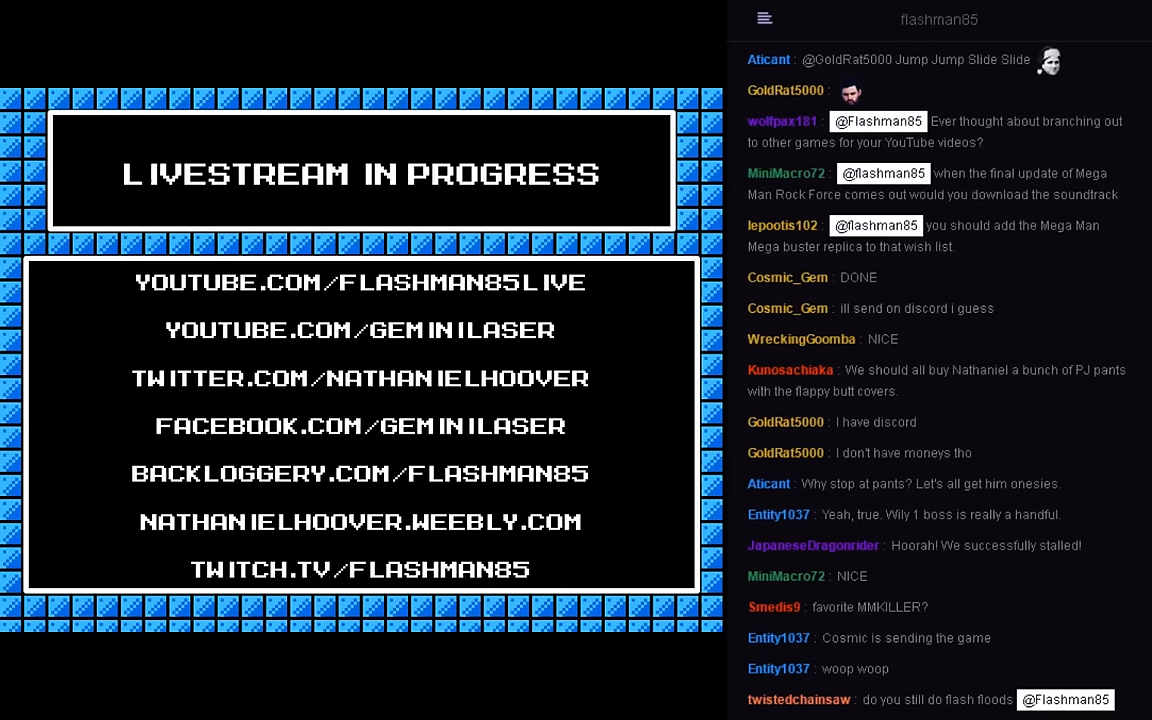 LIVESTREAM IN PROGRESS
YOUTUBE.COM/FLASHMAN85LIVE
YOUTUBE.COM/GEMINILASER
TWITTER.COM/NATHANIELHOOVER
FACEBOOK.COM/GEMINILASER
BACKLOGGERY.COM/FLASHMAN85
NATHANIELHOOVER.WEEBLY.COM
TWITCH.TV/FLASHMAN85
flashman85
Aticant : @GoldRat5000 Jump Jump Slide Slide
GoldRat5000 :
wolfpax181 : @Flashman85 Ever thought about branching out
to other games for your YouTube videos?
MiniMacro72 : @flashman85 when the final update of Mega
Man Rock Force comes out would you download the soundtrack
lepootis102 : @flashman85 you should add the Mega Man
Mega buster replica to that wish list.
Cosmic_Gem : DONE
Cosmic_Gem : ill send on discord i guess
WreckingGoomba : NICE
Kunosachiaka : We should all buy Nathaniel a bunch of PJ pants
with the flappy butt covers.
GoldRat5000 : I have discord
GoldRat5000 : I don't have moneys tho
Aticant : Why stop at pants? Let's all get him onesies.
Entity1037 : Yeah, true. Wily 1 boss is really a handful.
JapaneseDragonrider : Hoorah! We successfully stalled!
MiniMacro72 : NICE
Smedis9 : favorite MMKILLER?
Entity1037 : Cosmic is sending the game
Entity1037 : woop woop
twistedchainsaw : do you still do flash floods @Flashman85